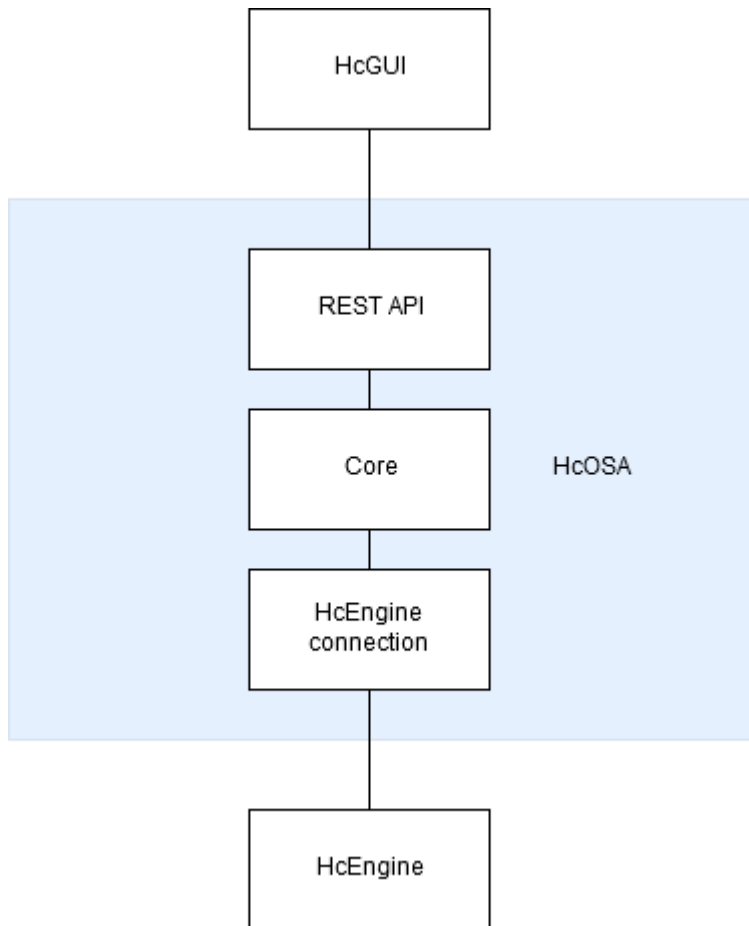 HcGUI
REST API
Core
HcOSA
HcEngine
connection
HcEngine